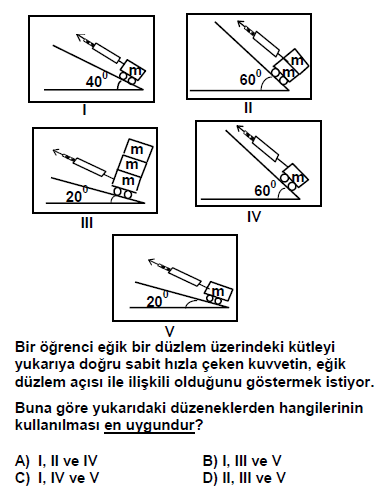 m
40⁰
I
m
m
60⁰
II
m
m
m
20⁰
III
m
60⁰
IV
m
20⁰
V
Bir öğrenci eğik bir düzlem üzerindeki kütleyi
yukarıya doğru sabit hızla çeken kuvvetin, eğik
düzlem açısı ile ilişkili olduğunu göstermek istiyor.
Buna göre yukarıdaki düzeneklerden hangilerinin
kullanılması en uygundur?
A) I, II ve IV B) I, III ve V
C) I, IV ve V D) II, III ve V